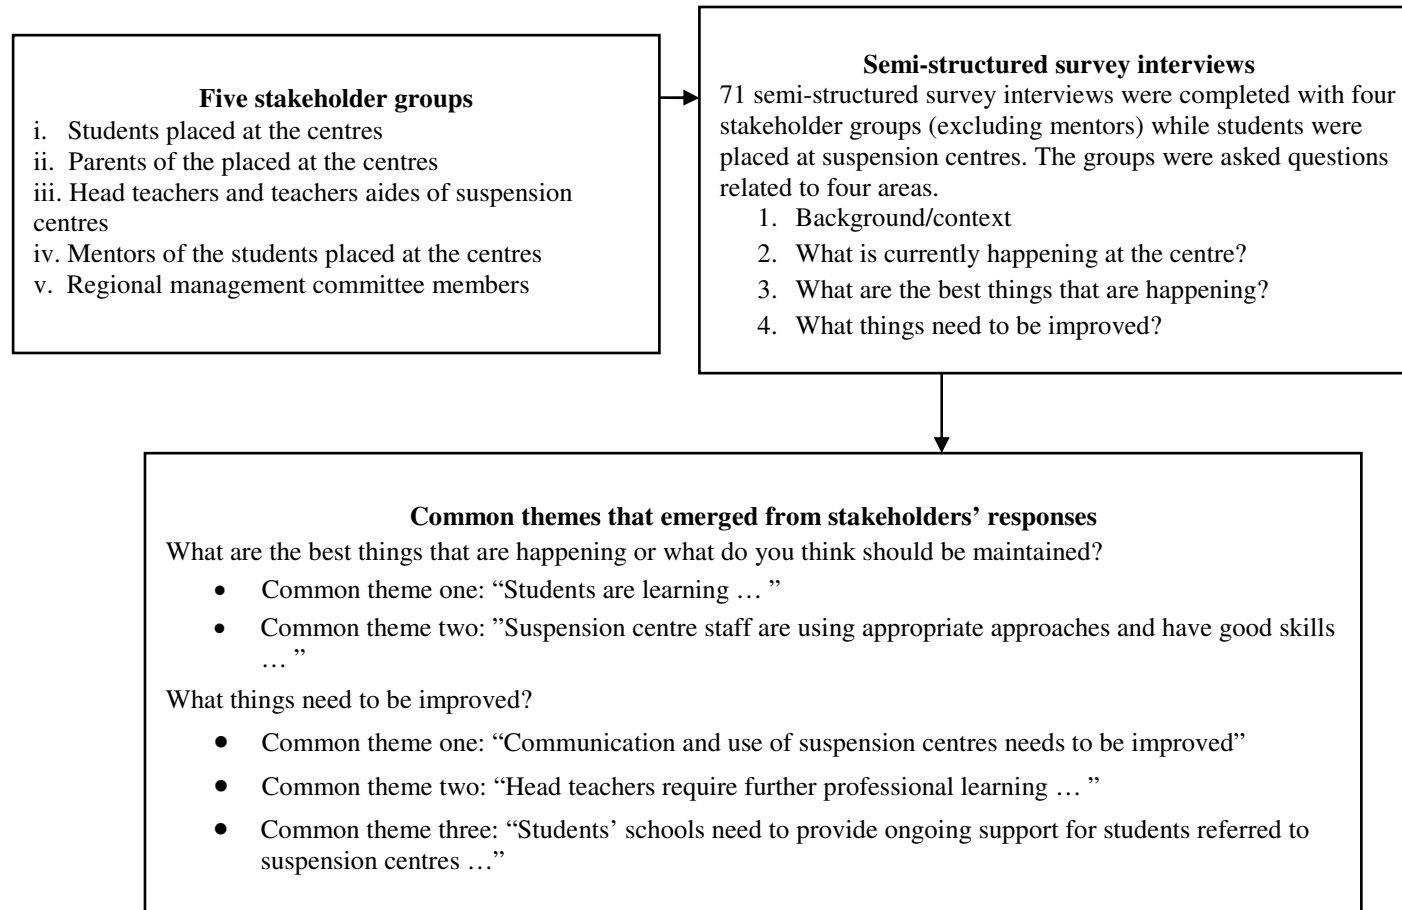 Five stakeholder groups
i. Students placed at the centres
ii. Parents of the placed at the centres
iii. Head teachers and teachers aides of suspension
centres
iv. Mentors of the students placed at the centres
v. Regional management committee members
Semi-structured survey interviews
71 semi-structured survey interviews were completed with four
stakeholder groups (excluding mentors) while students were
placed at suspension centres. The groups were asked questions
related to four areas.
1. Background/context
2. What is currently happening at the centre?
3. What are the best things that are happening?
4. What things need to be improved?
Common themes that emerged from stakeholders’ responses
What are the best things that are happening or what do you think should be maintained?
• Common theme one: “Students are learning … ”
• Common theme two: ”Suspension centre staff are using appropriate approaches and have good skills
… ”
What things need to be improved?
• Common theme one: “Communication and use of suspension centres needs to be improved”
• Common theme two: “Head teachers require further professional learning … ”
• Common theme three: “Students’ schools need to provide ongoing support for students referred to
suspension centres …”